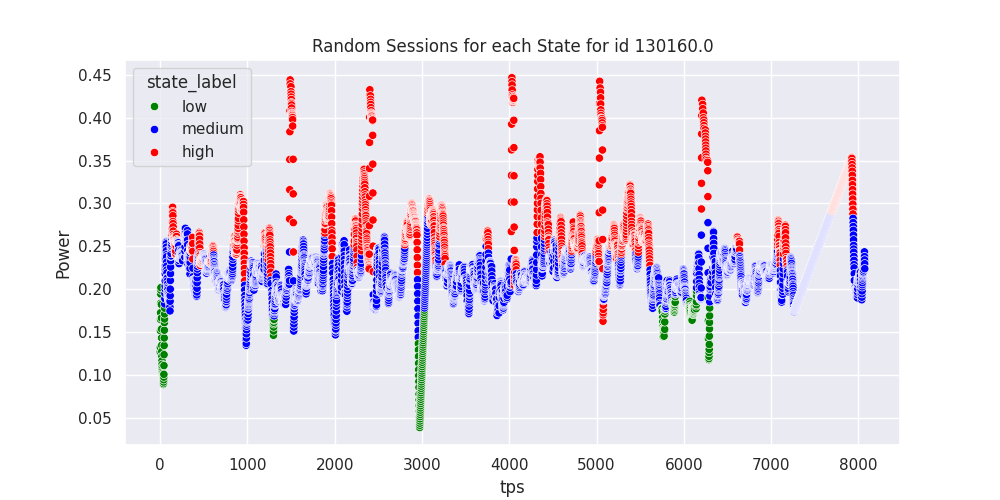 Random Sessions for each State for id 130160.0
state_label
low
medium
high
0.45
0.40
0.35
0.30
0.25
0.20
0.15
0.10
0.05
Power
0 1000 2000 3000 4000 5000 6000 7000 8000
tps